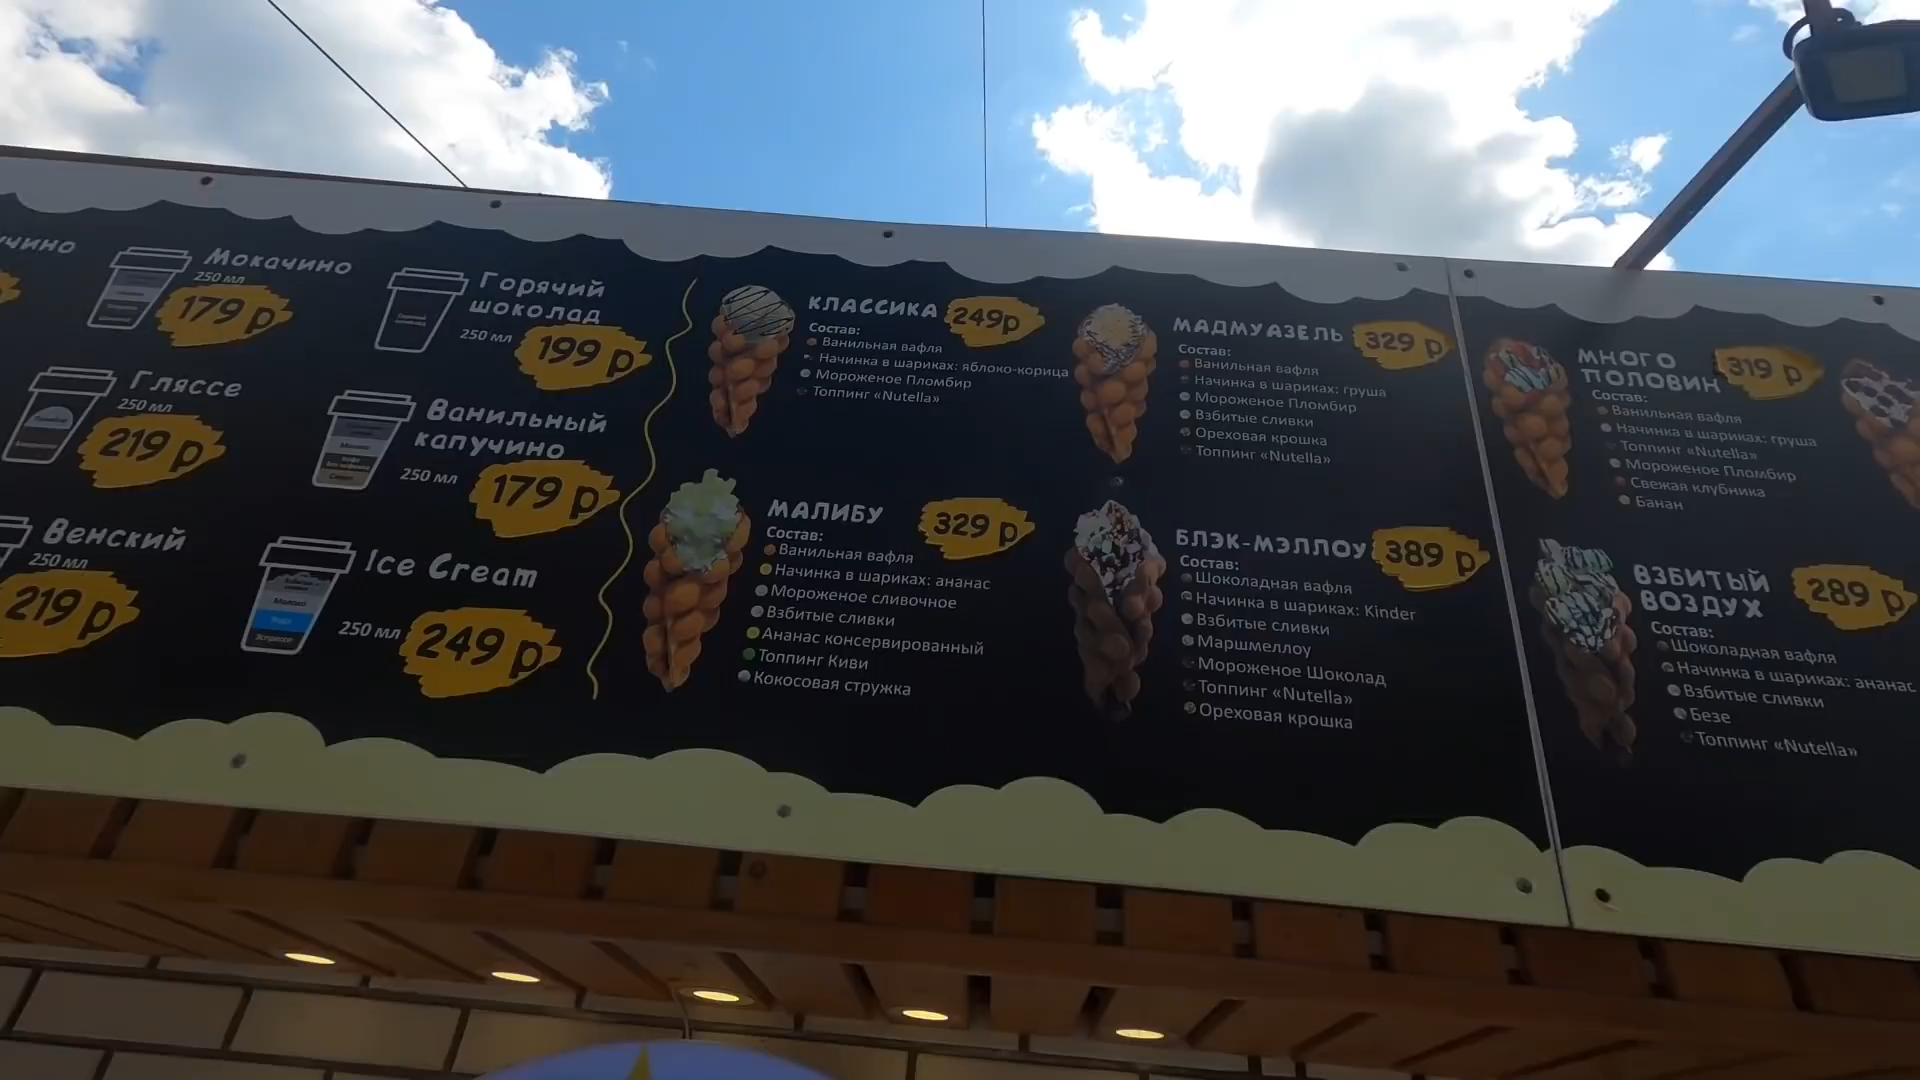 Мокачино
250 мл
179 р
Горячий
шоколад
250 мл
199 р
Гляссе
250 мл
219 р
Ванильный
капучино
250 мл
179 р
Венский
250 мл
219 р
Ice Cream
250 мл
249 р
КЛАССИКА
249р
Состав:
Ванильная вафля
Начинка в шариках: яблоко-корица
Мороженое Пломбир
Топпинг «Nutella»
МАЛИБУ
329 р
Состав:
Ванильная вафля
Начинка в шариках: ананас
Мороженое сливочное
Взбитые сливки
Ананас консервированный
Топпинг Киви
Кокосовая стружка
МАДМУАЗЕЛЬ
329 р
Состав:
Ванильная вафля
Начинка в шариках: груша
Мороженое Пломбир
Взбитые сливки
Ореховая крошка
Топпинг «Nutella»
БЛЭК-МЭЛЛОУ
389 р
Состав:
Шоколадная вафля
Начинка в шариках: Kinder
Взбитые сливки
Маршмеллоу
Мороженое Шоколад
Топпинг «Nutella»
Ореховая крошка
МНОГО
ПОЛОВИН
319 р
Состав:
Ванильная вафля
Начинка в шариках: груша
Топпинг «Nutella»
Мороженое Пломбир
Свежая клубника
Банан
ВЗБИТЫЙ
ВОЗДУХ
289 р
Состав:
Шоколадная вафля
Начинка в шариках: ананас
Взбитые сливки
Безе
Топпинг «Nutella»